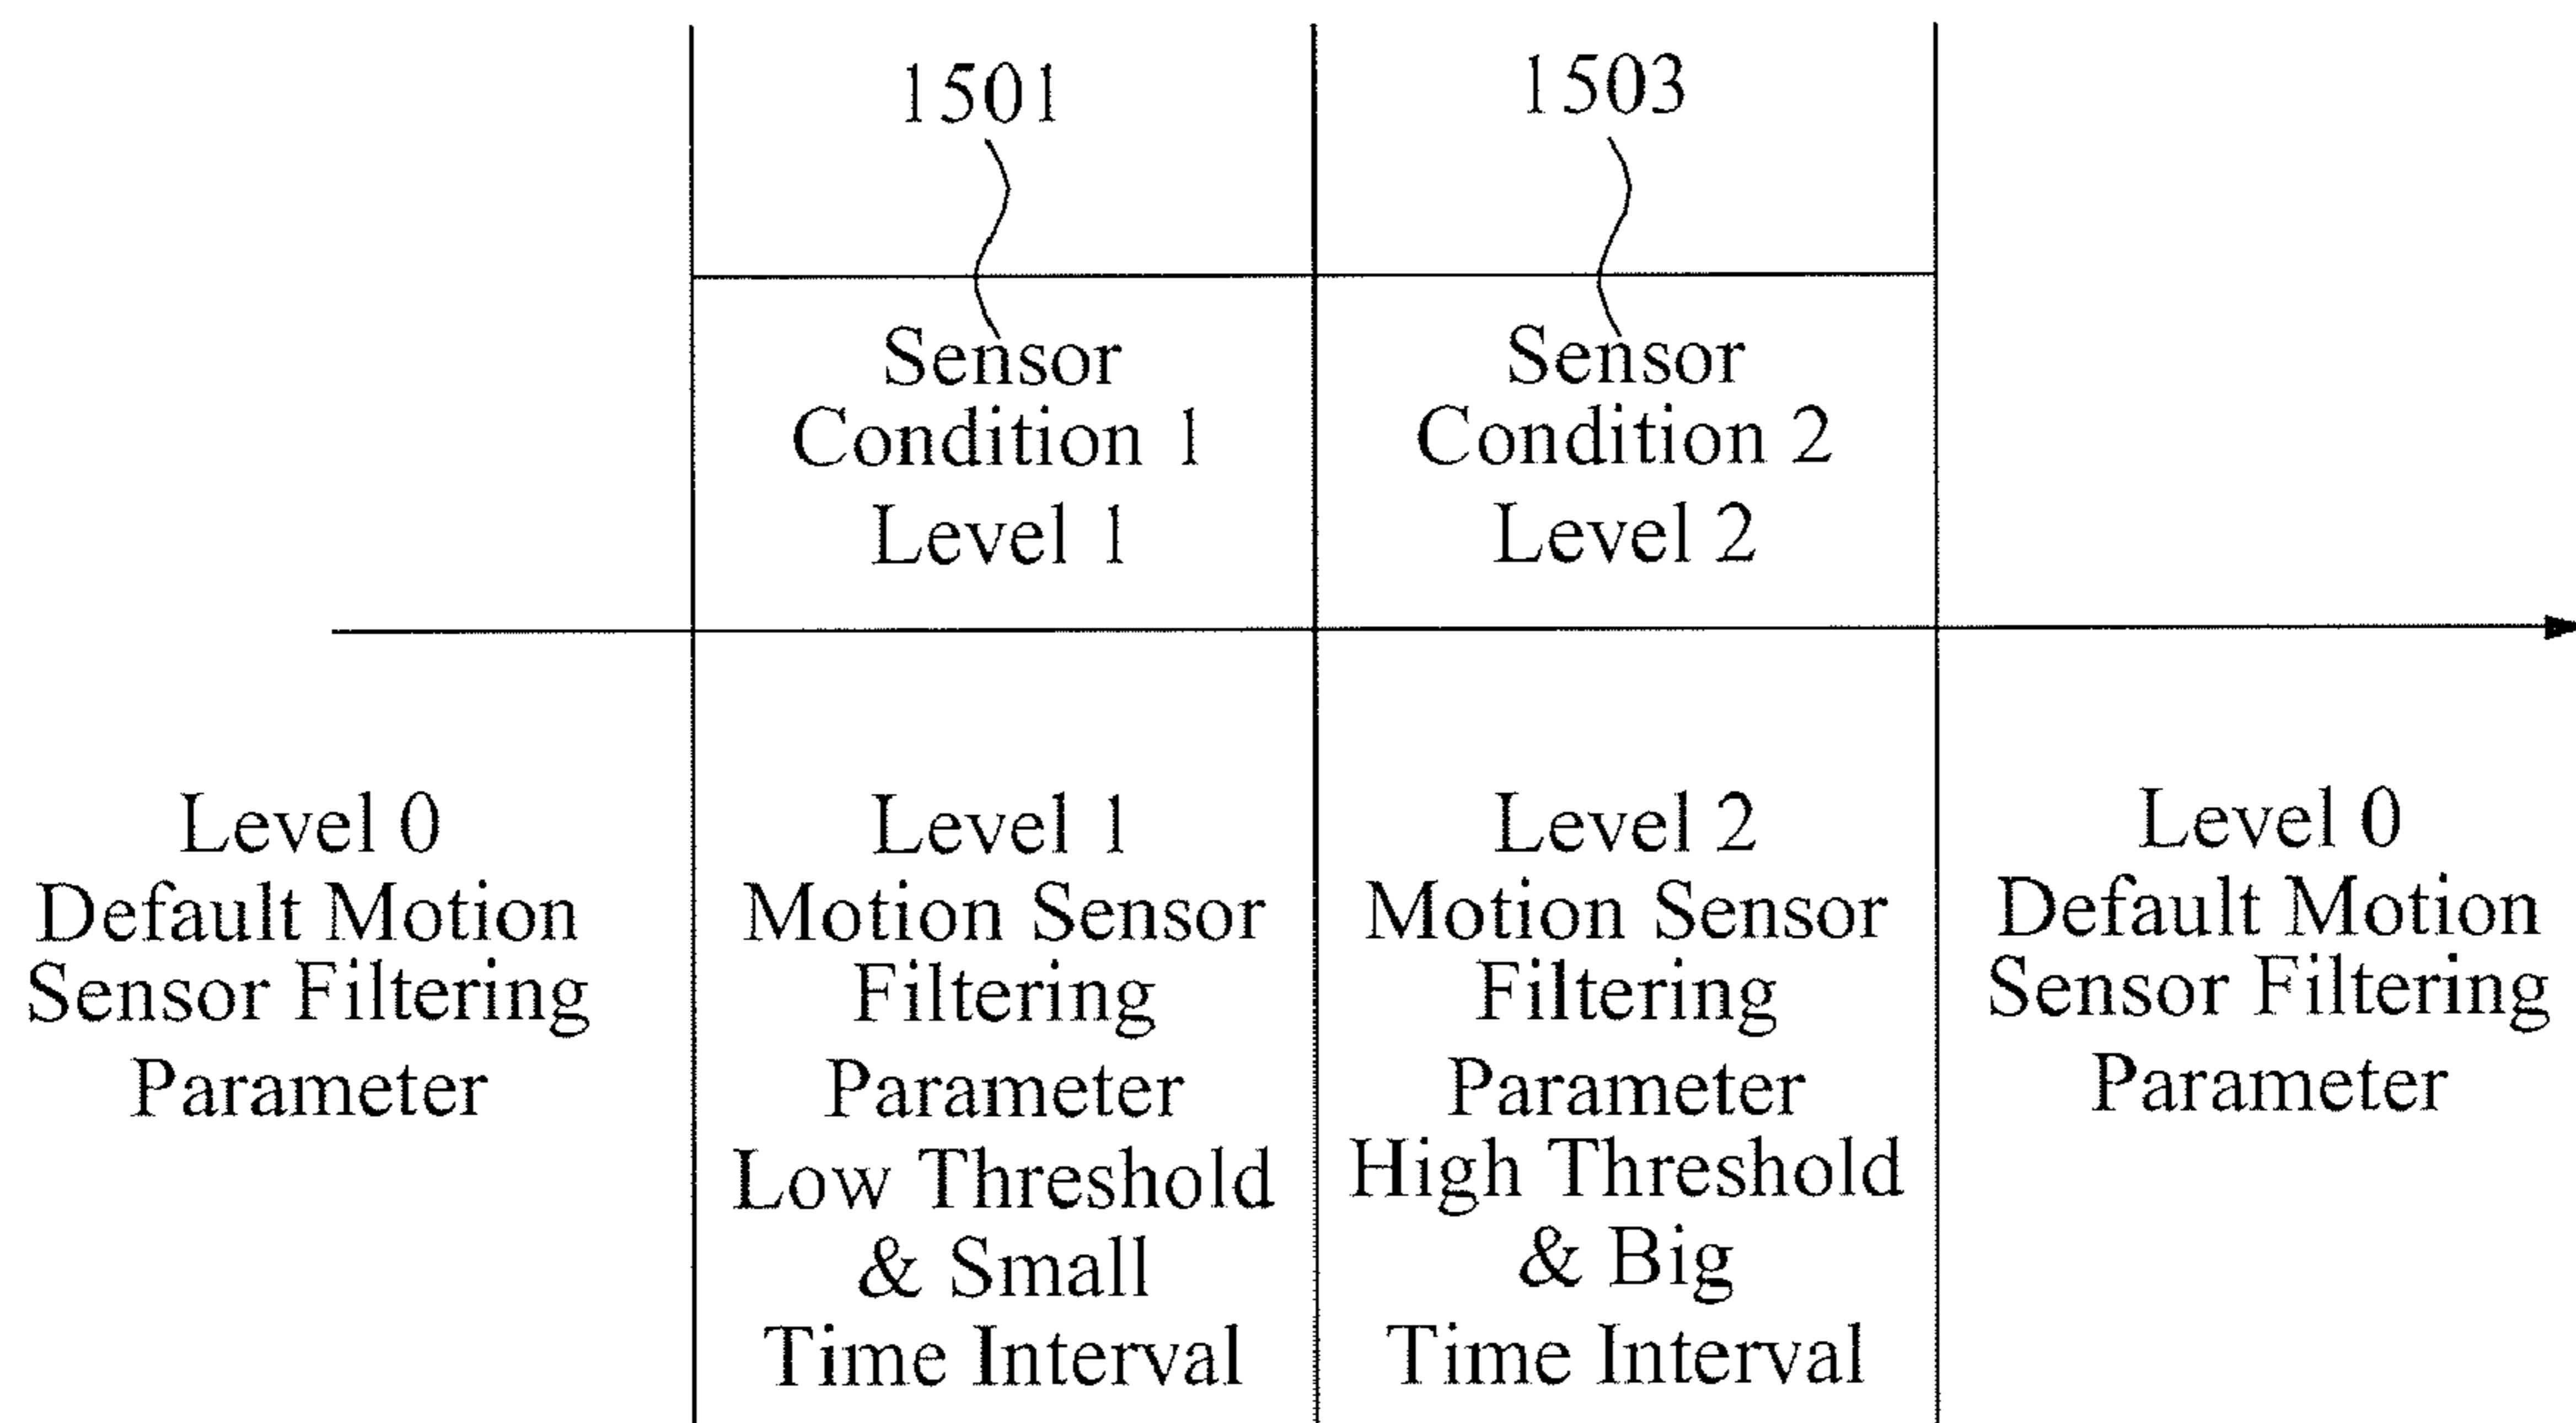 1501
1503
Sensor
Condition 1
Level 1
Sensor
Condition 2
Level 2
Level 0
Default Motion
Sensor Filtering
Parameter
Level 1
Motion Sensor
Filtering
Parameter
Low Threshold
& Small
Time Interval
Level 2
Motion Sensor
Filtering
Parameter
High Threshold
& Big
Time Interval
Level 0
Default Motion
Sensor Filtering
Parameter